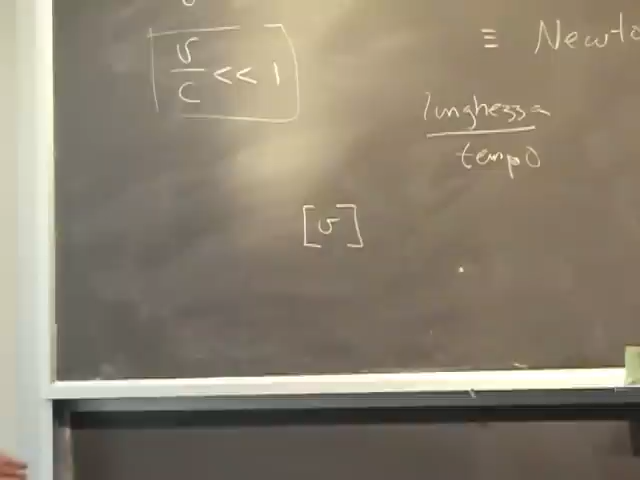 v/c << 1
≡ Newto
lunghezza
tempo
[v]